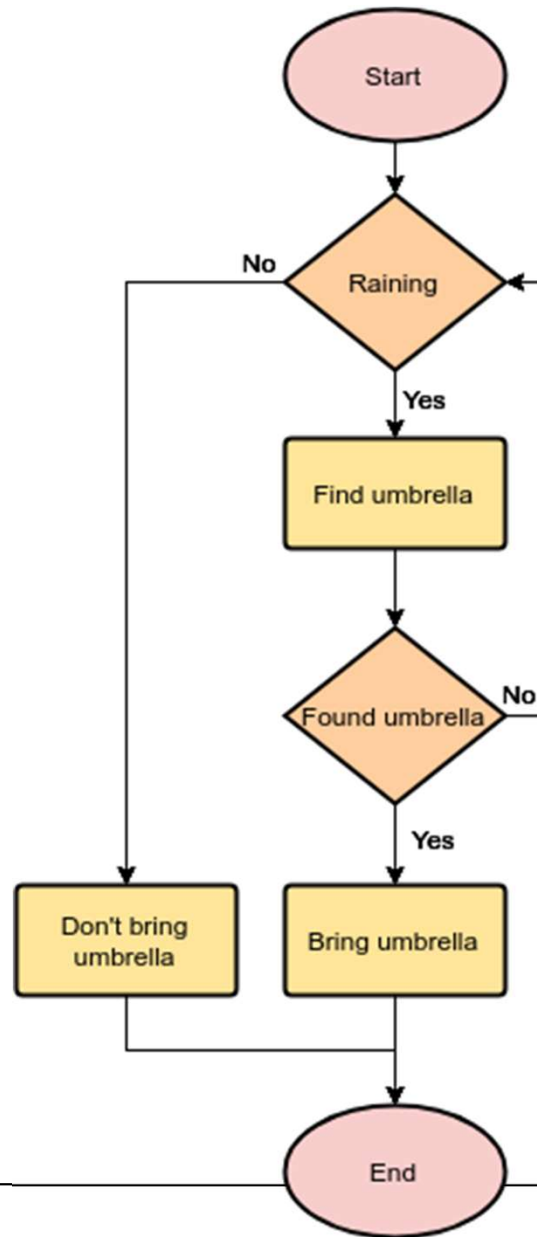 Start
No
Raining
Yes
Find umbrella
Found umbrella
No
Yes
Don't bring
umbrella
Bring umbrella
End